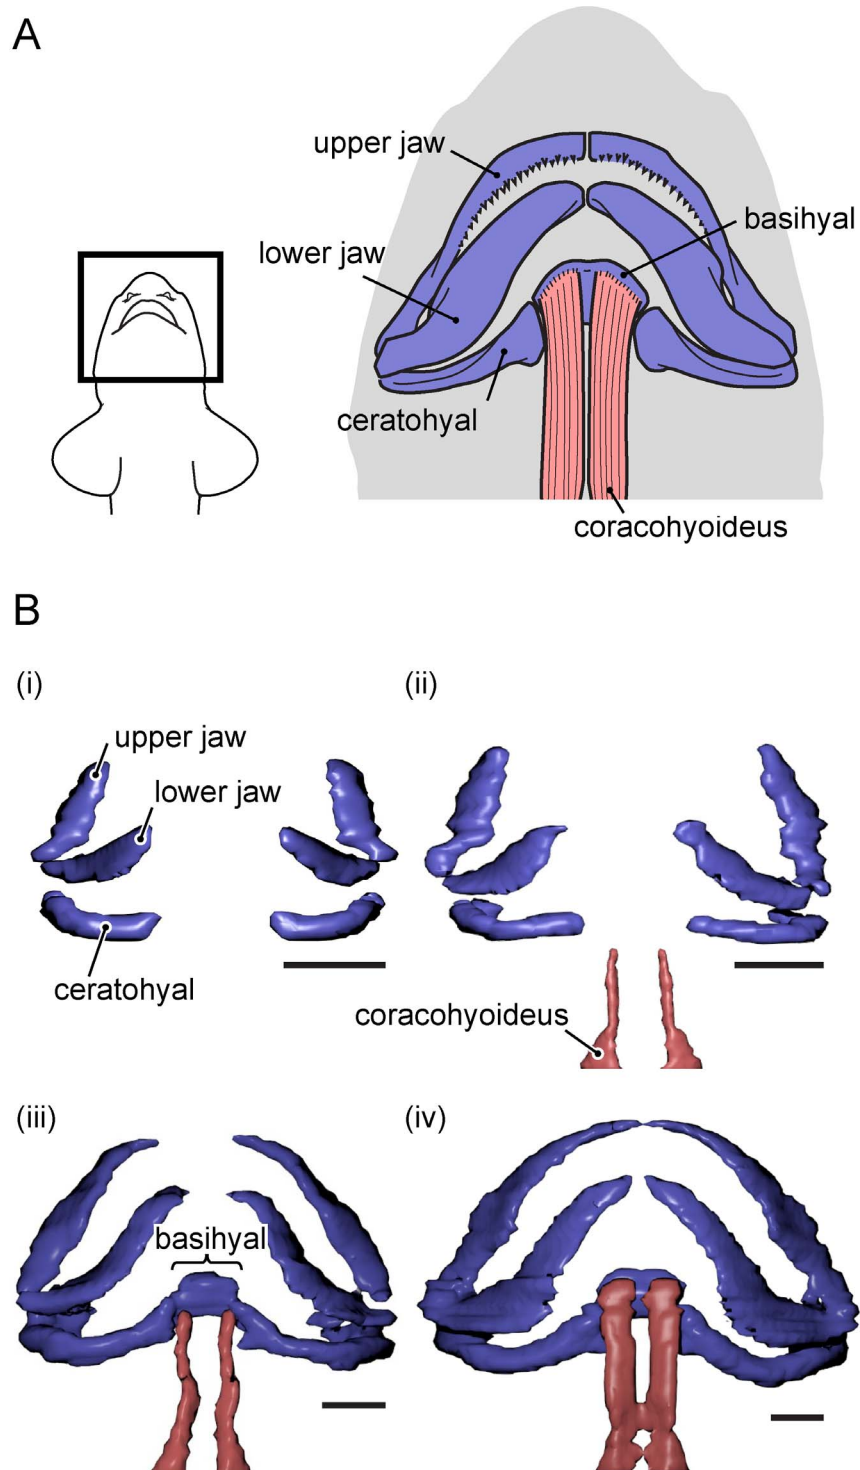 A
upper jaw
basihyal
lower jaw
ceratohyal
coracohyoideus
B
(i)
(ii)
upper jaw
lower jaw
ceratohyal
coracohyoideus
(iii)
(iv)
basihyal